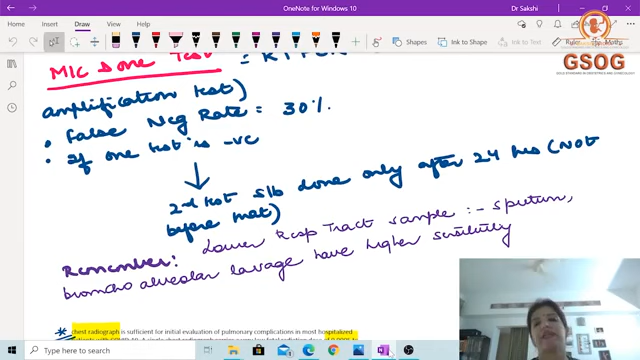 OneNote for Windows 10
Dr Sakshi
Home Insert Draw View Help
Shapes Ink to Shape Ink to Text Ruler Maths
GSOG
MIC Done Test = RTPCR
amplification test)
• False Neg Rate = 30%.
• If one test is -ve
2nd test s/b done only after 24 hrs (NOT
before that)
Remember: Lower Resp Tract sample :- sputum,
broncho alveolar lavage have higher sensitivity
chest radiograph is sufficient for initial evaluation of pulmonary complications in most hospitalized
Type here to search